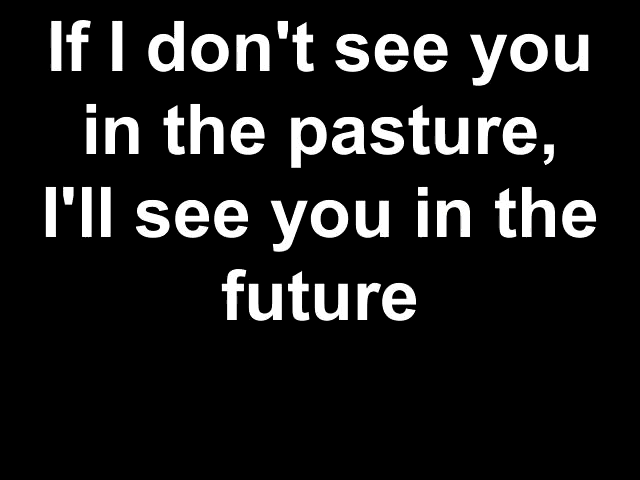 If I don't see you
in the pasture,
I'll see you in the
future